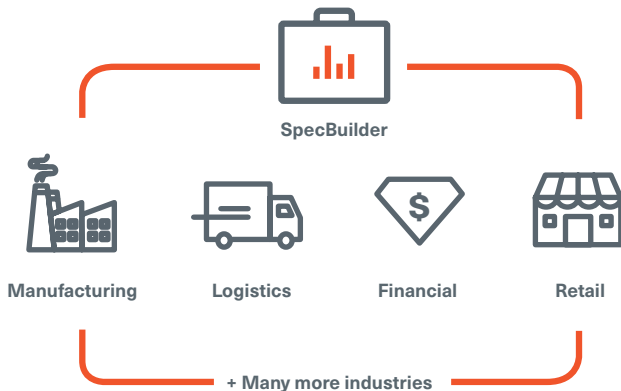 SpecBuilder
$
Manufacturing
Logistics
Financial
Retail
+ Many more industries